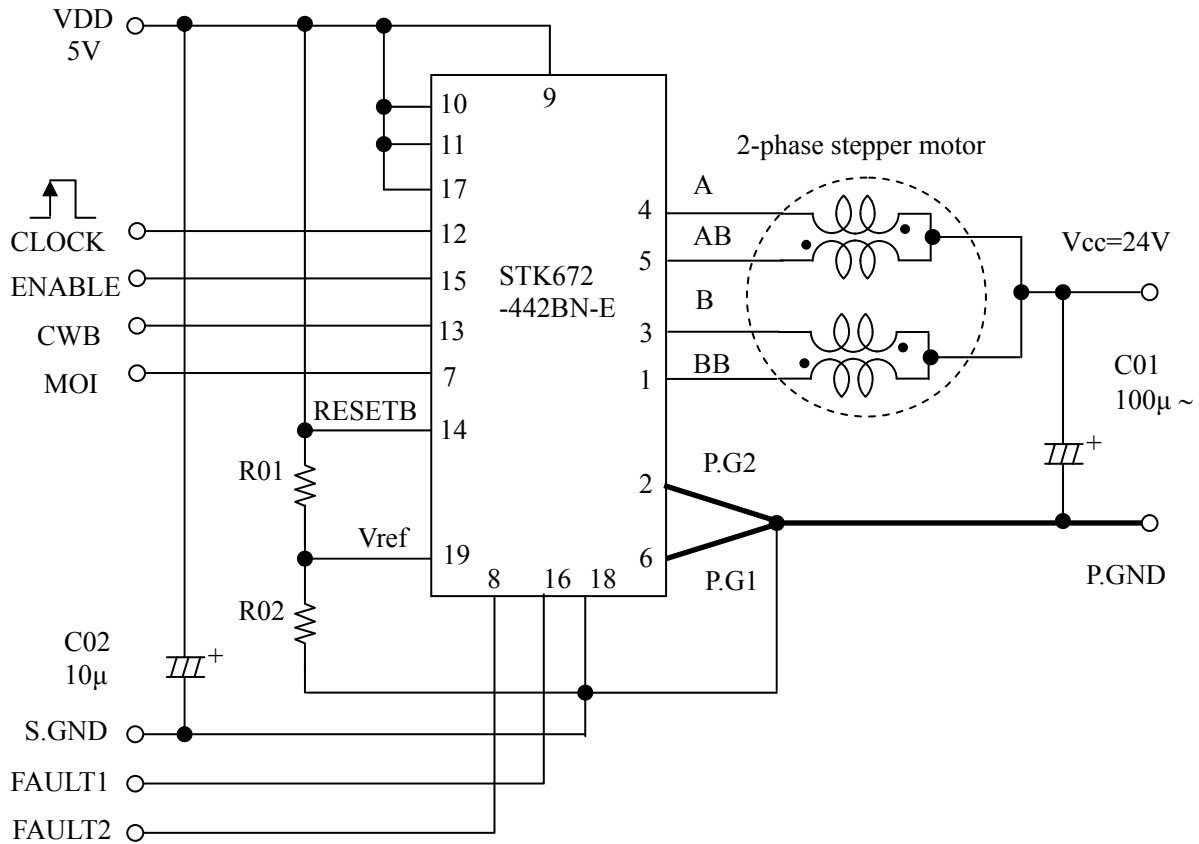 VDD
5V
9
10
11
17
2-phase stepper motor
A
4
CLOCK
12
AB
5
Vcc=24V
ENABLE
15
STK672
-442BN-E
B
CWB
13
3
MOI
7
BB
1
C01
100μ ~
RESETB
14
+
R01
P.G2
2
Vref
19
6
P.G1
P.GND
8
16
18
R02
C02
10μ
+
S.GND
FAULT1
FAULT2